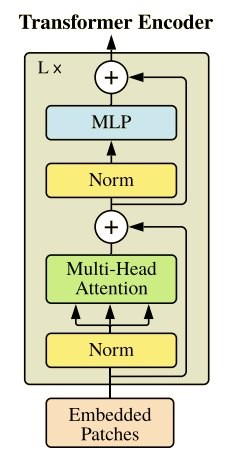 Transformer Encoder
L x
+
MLP
Norm
+
Multi-Head
Attention
Norm
Embedded
Patches